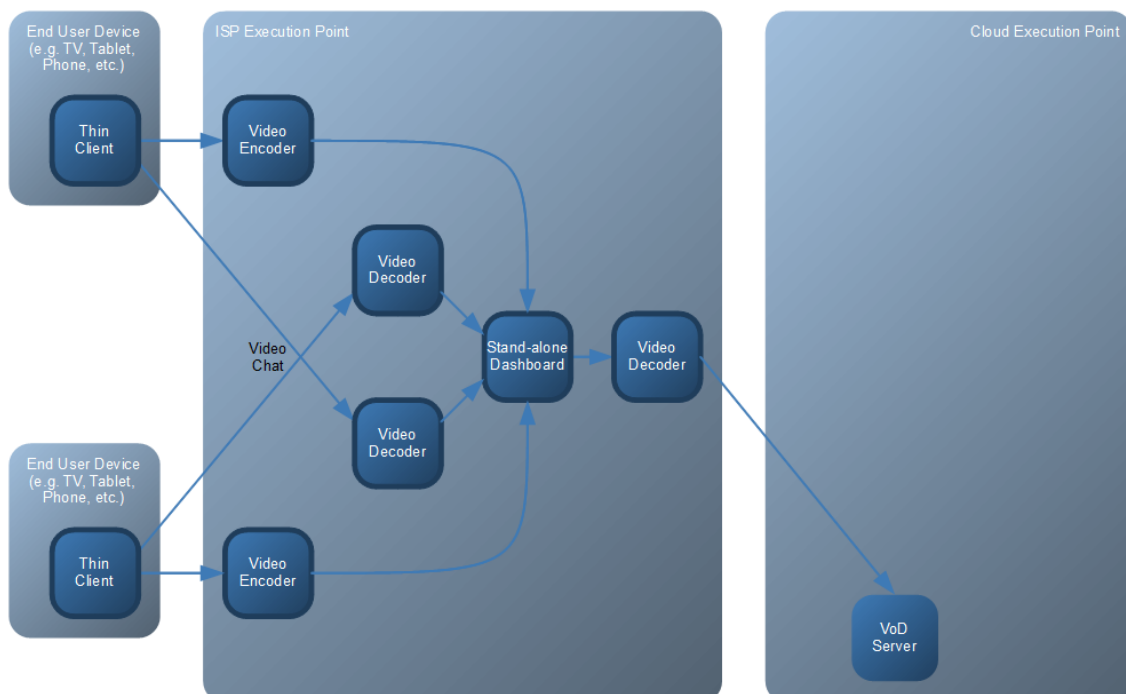 End User Device
(e.g. TV, Tablet,
Phone, etc.)
Thin
Client
ISP Execution Point
Cloud Execution Point
Video
Encoder
Video
Decoder
Video
Chat
Stand-alone
Dashboard
Video
Decoder
Video
Decoder
End User Device
(e.g. TV, Tablet,
Phone, etc.)
Thin
Client
Video
Encoder
VoD
Server